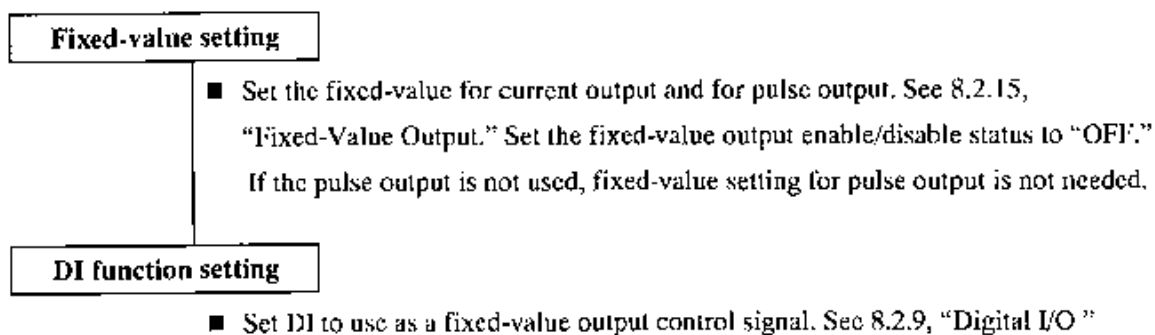 Fixed-value setting
■ Set the fixed-value for current output and for pulse output. See 8.2.15,
“Fixed-Value Output.” Set the fixed-value output enable/disable status to “OFF.”
If the pulse output is not used, fixed-value setting for pulse output is not needed.
DI function setting
■ Set DI to use as a fixed-value output control signal. See 8.2.9, “Digital I/O ”